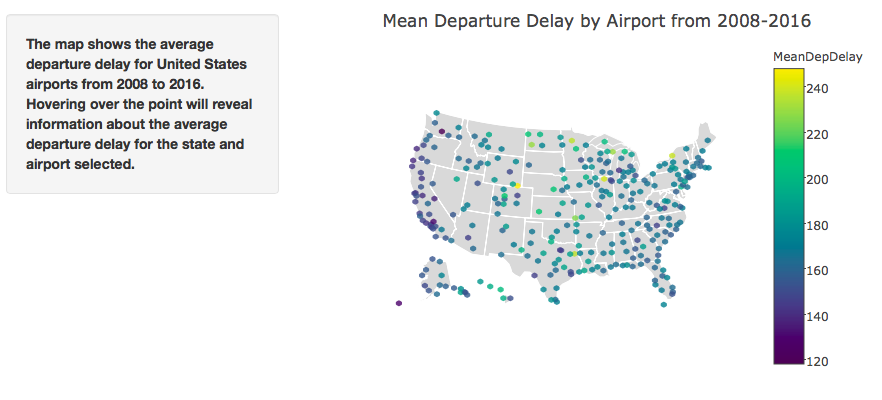 The map shows the average
departure delay for United States
airports from 2008 to 2016.
Hovering over the point will reveal
information about the average
departure delay for the state and
airport selected.
Mean Departure Delay by Airport from 2008-2016
MeanDepDelay
240
220
200
180
160
140
120